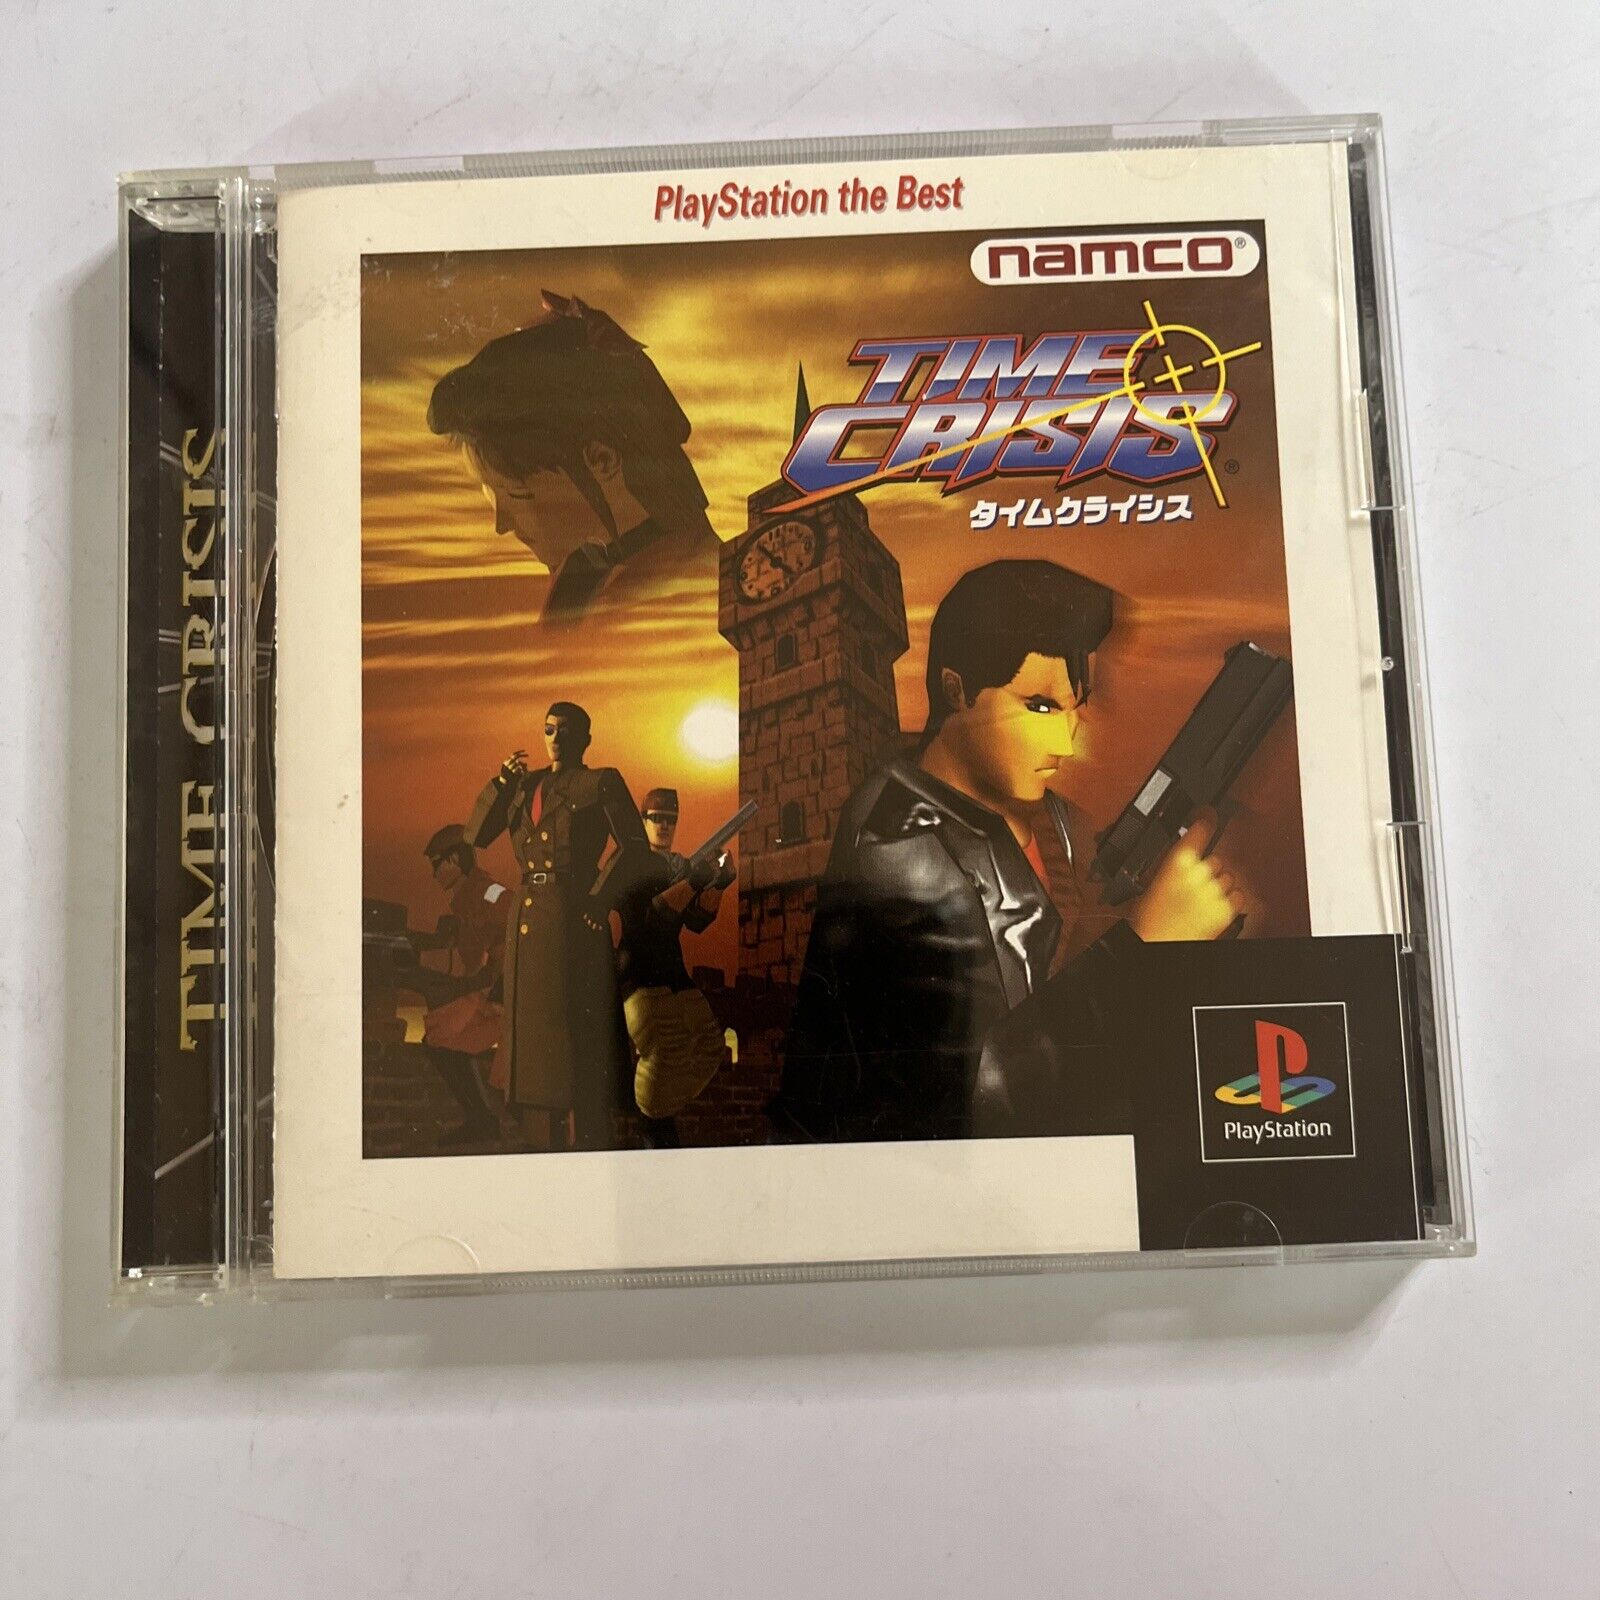 PlayStation the Best
namco®
TIME
CRISIS®
タイムクライシス
TIME CRISIS
PlayStation